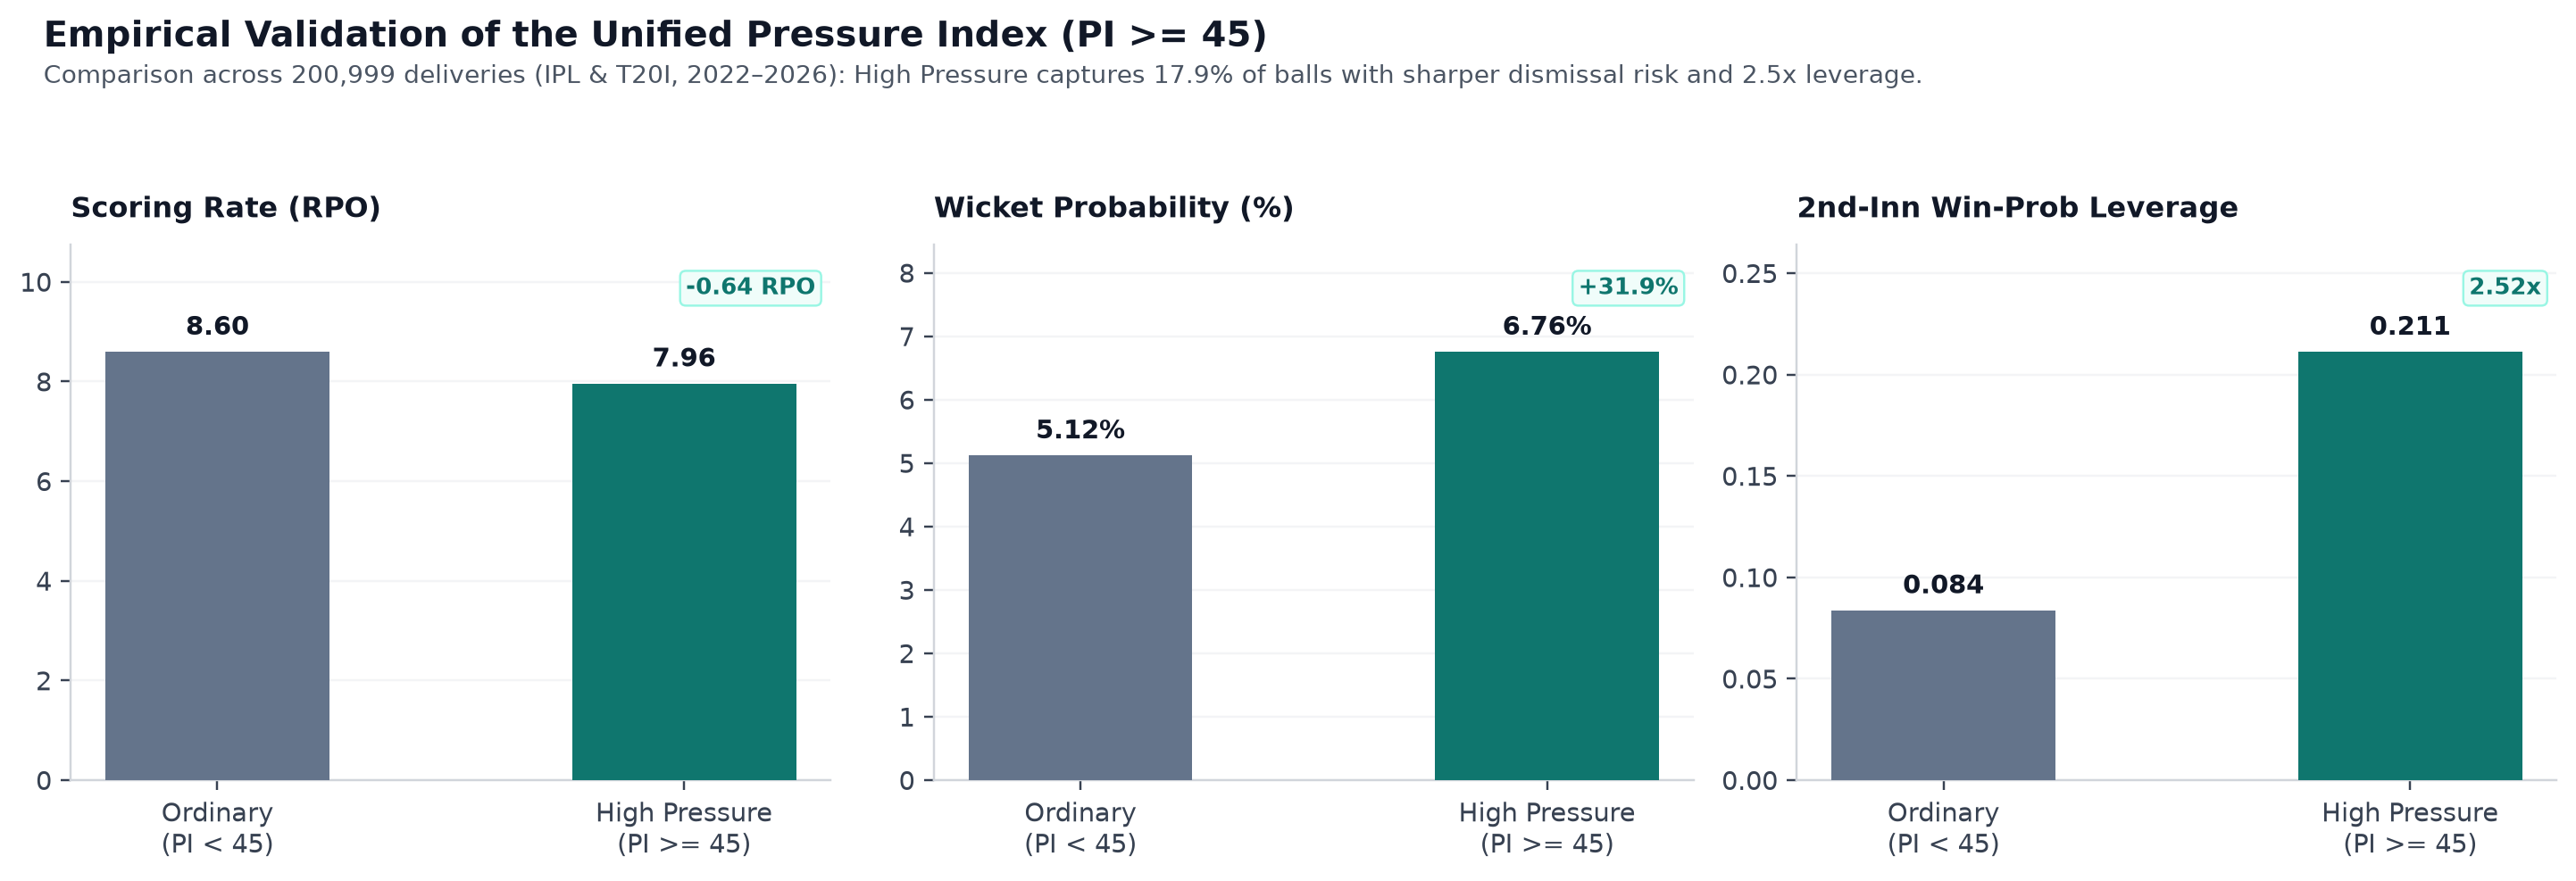 Empirical Validation of the Unified Pressure Index (PI >= 45)
Comparison across 200,999 deliveries (IPL & T20I, 2022–2026): High Pressure captures 17.9% of balls with sharper dismissal risk and 2.5x leverage.
Scoring Rate (RPO)
10
8
6
4
2
0
8.60
7.96
-0.64 RPO
Ordinary
(PI < 45)
High Pressure
(PI >= 45)
Wicket Probability (%)
8
7
6
5
4
3
2
1
0
5.12%
6.76%
+31.9%
Ordinary
(PI < 45)
High Pressure
(PI >= 45)
2nd-Inn Win-Prob Leverage
0.25
0.20
0.15
0.10
0.05
0.00
0.084
0.211
2.52x
Ordinary
(PI < 45)
High Pressure
(PI >= 45)